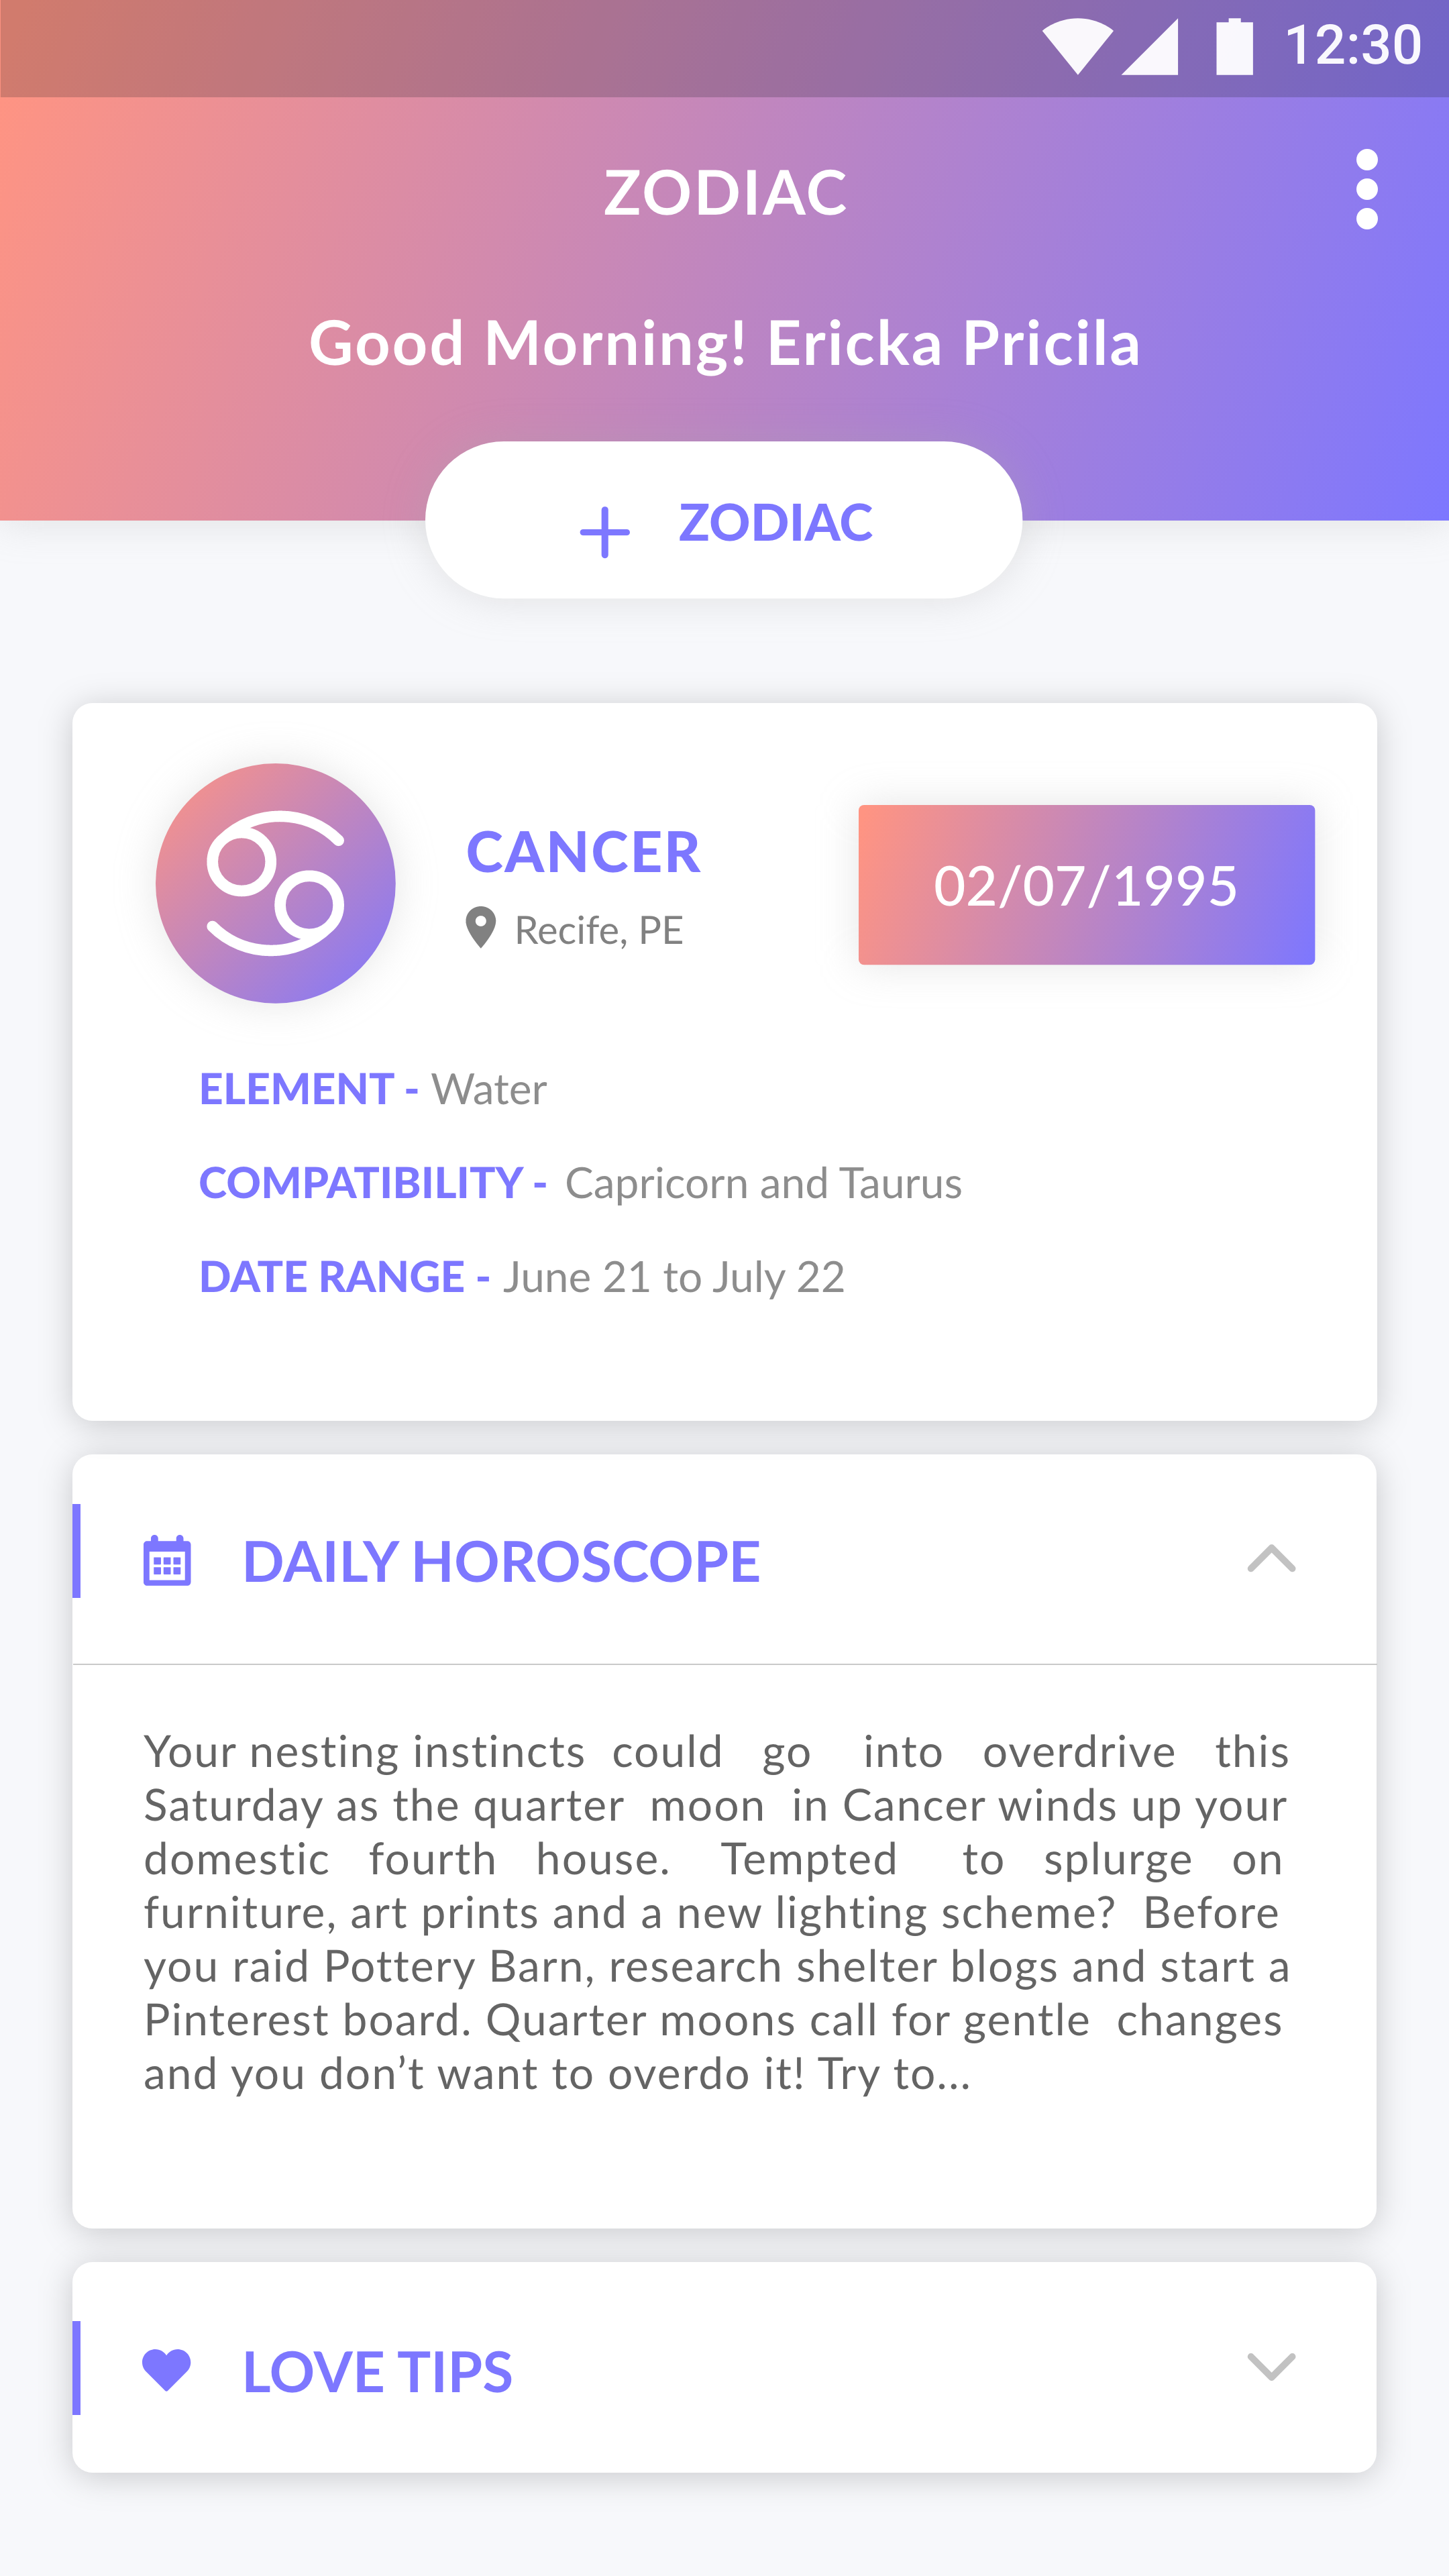 12:30
ZODIAC
Good Morning! Ericka Pricila
+ ZODIAC
CANCER
Recife, PE
02/07/1995
ELEMENT - Water
COMPATIBILITY - Capricorn and Taurus
DATE RANGE - June 21 to July 22
DAILY HOROSCOPE
Your nesting instincts could go into overdrive this
Saturday as the quarter moon in Cancer winds up your
domestic fourth house. Tempted to splurge on
furniture, art prints and a new lighting scheme? Before
you raid Pottery Barn, research shelter blogs and start a
Pinterest board. Quarter moons call for gentle changes
and you don’t want to overdo it! Try to...
LOVE TIPS